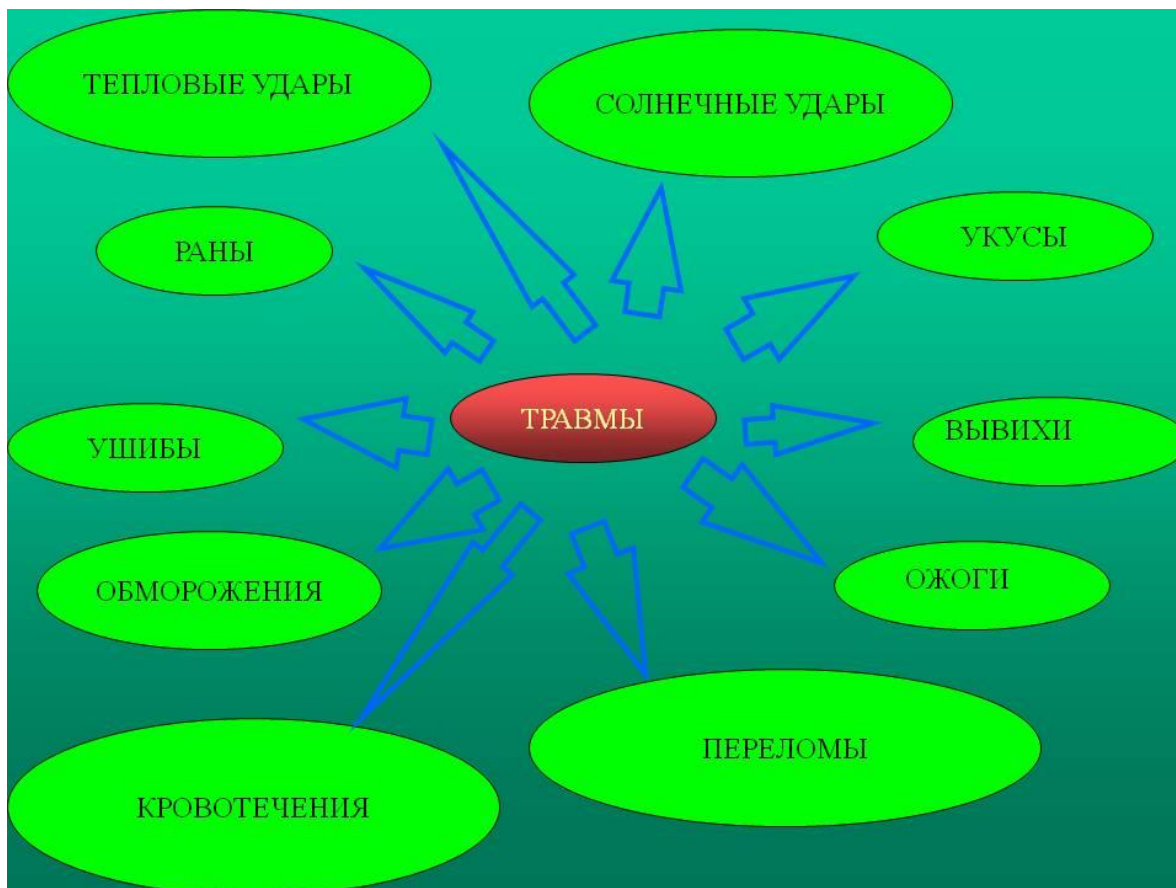 ТЕПЛОВЫЕ УДАРЫ
СОЛНЕЧНЫЕ УДАРЫ
РАНЫ
УКУСЫ
ТРАВМЫ
УШИБЫ
ВЫВИХИ
ОБМОРОЖЕНИЯ
ОЖОГИ
ПЕРЕЛОМЫ
КРОВОТЕЧЕНИЯ